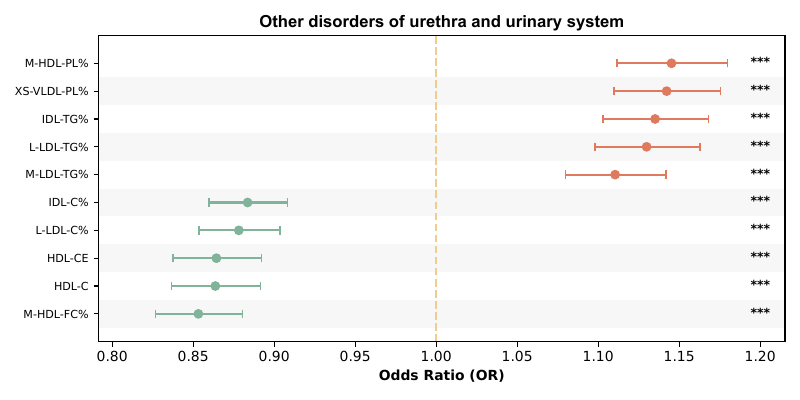 Other disorders of urethra and urinary system
M-HDL-PL% ***
XS-VLDL-PL% ***
IDL-TG% ***
L-LDL-TG% ***
M-LDL-TG% ***
IDL-C% ***
L-LDL-C% ***
HDL-CE ***
HDL-C ***
M-HDL-FC% ***
0.80 0.85 0.90 0.95 1.00 1.05 1.10 1.15 1.20
Odds Ratio (OR)